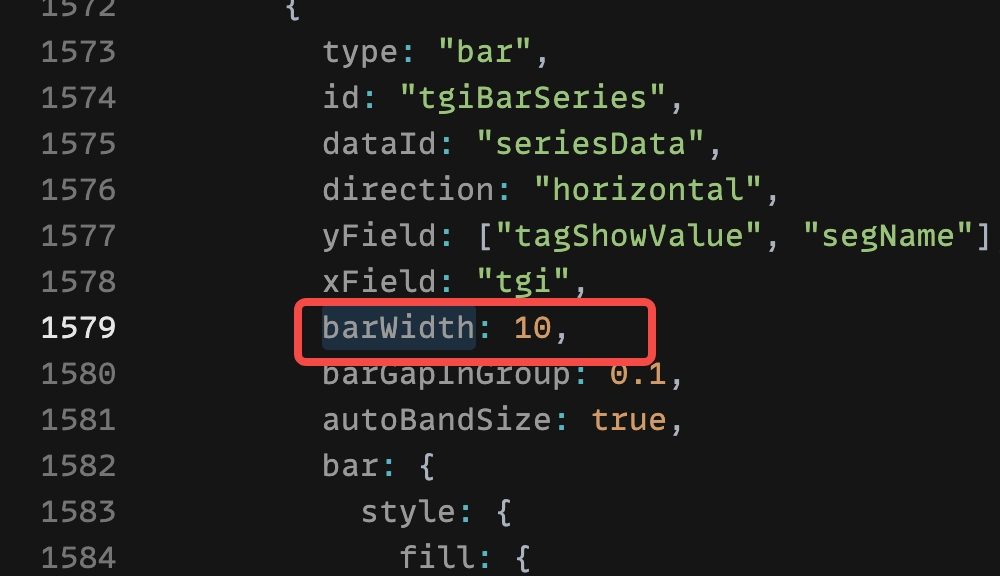 1572 {
1573 type: "bar",
1574 id: "tgiBarSeries",
1575 dataId: "seriesData",
1576 direction: "horizontal",
1577 yField: ["tagShowValue", "segName"]
1578 xField: "tgi",
1579 barWidth: 10,
1580 barGapInGroup: 0.1,
1581 autoBandSize: true,
1582 bar: {
1583 style: {
1584 fill: {